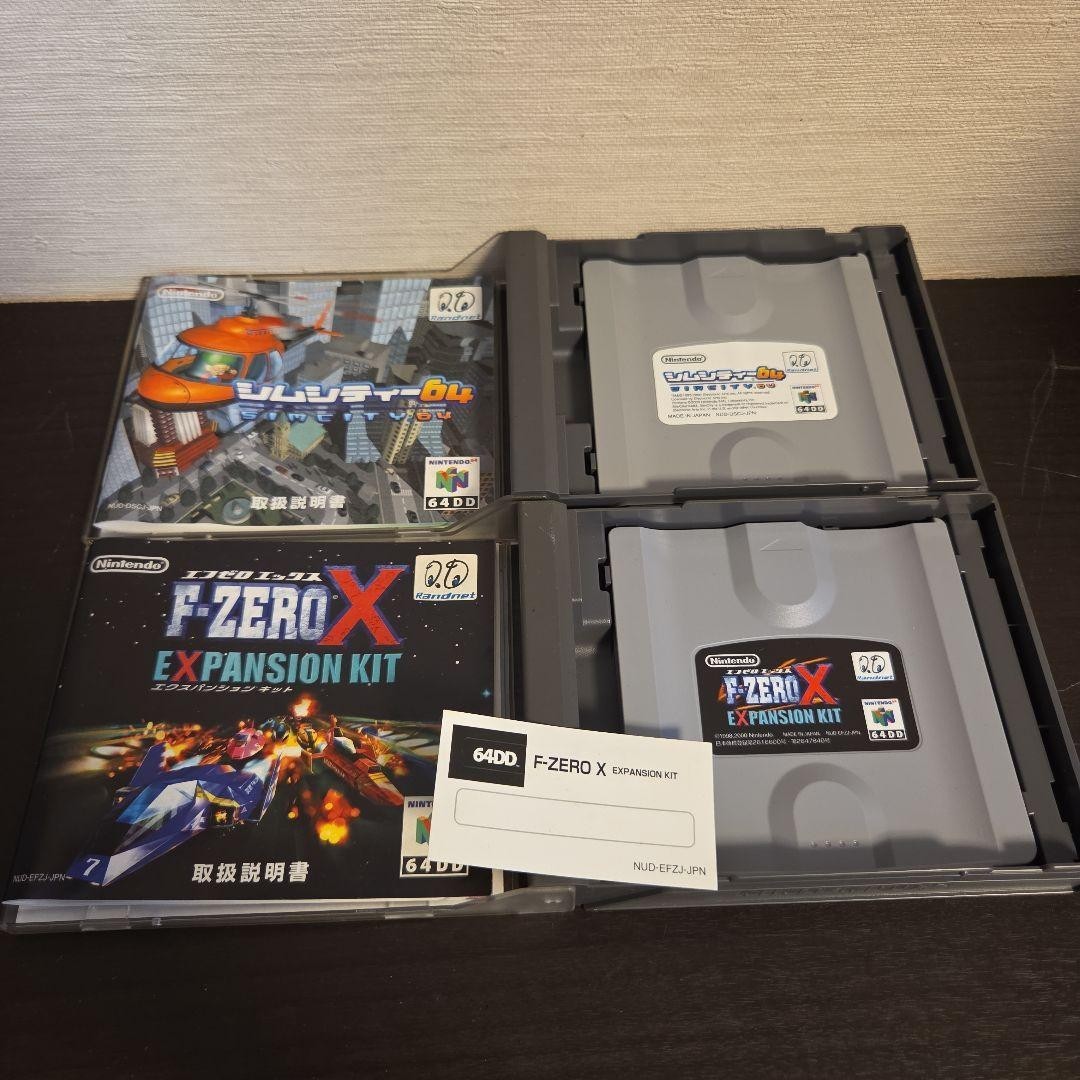 Nintendo
Randnet
シムシティー64
SIMCITY 64
NINTENDO64
64DD
NUD-DSCJ-JPN
取扱説明書
Nintendo
Randnet
シムシティー64
SIMCITY 64
64DD
MADE IN JAPAN NUD-DSCJ-JPN
Nintendo
Randnet
エフゼロ エックス
F-ZERO X
EXPANSION KIT
エクスパンション キット
7
64DD
NUD-EFZJ-JPN
取扱説明書
Nintendo
Randnet
エフゼロ エックス
F-ZERO X
EXPANSION KIT
NINTENDO64
64DD
©1998,2000 Nintendo MADE IN JAPAN NUD-EFZJ-JPN
64DD
F-ZERO X EXPANSION KIT
NUD-EFZJ-JPN